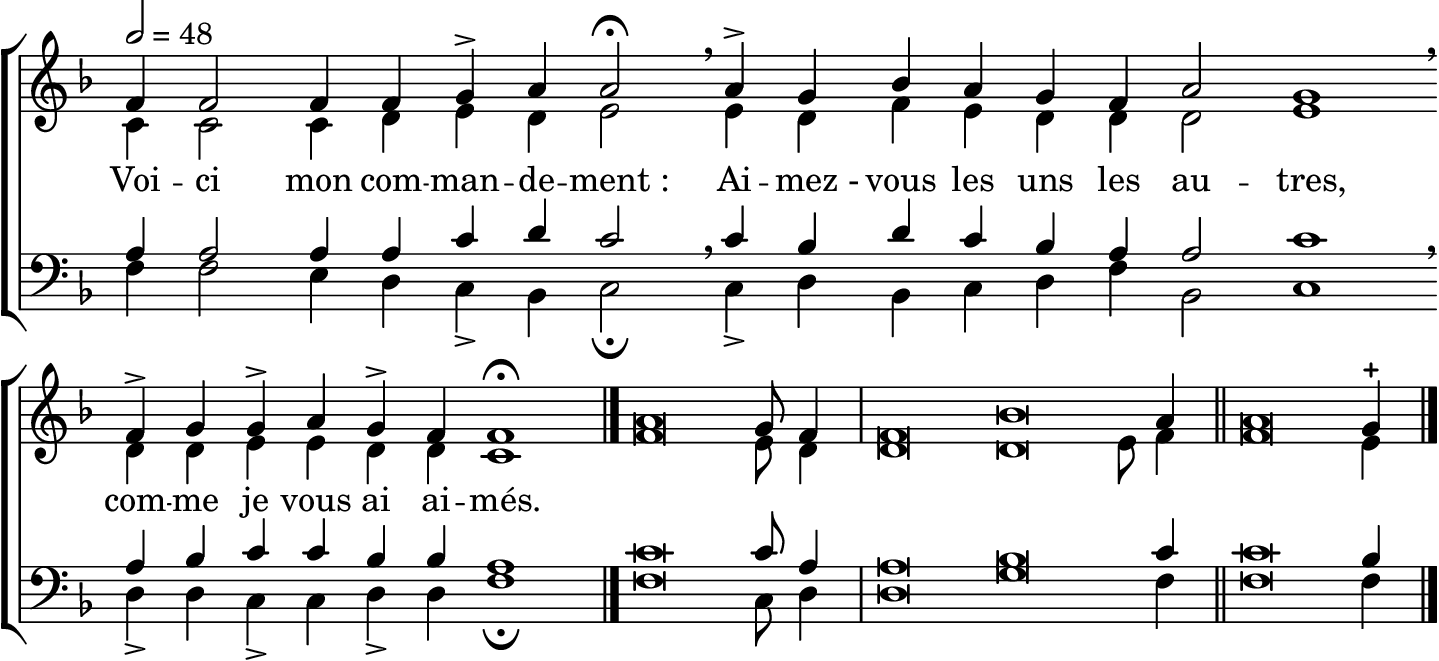 = 48
Voi - ci mon com - man - de - ment : Ai - mez - vous les uns les au - tres,
com - me je vous ai ai - més.